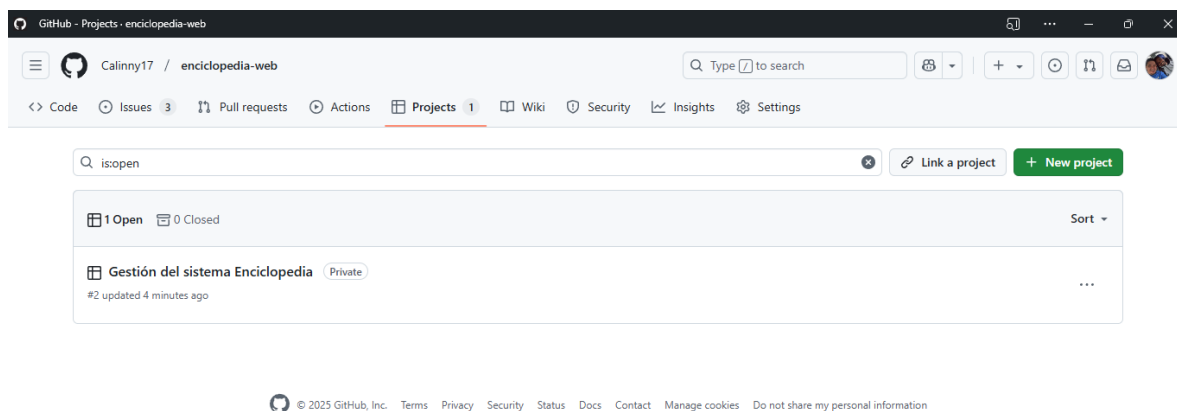 GitHub - Projects · enciclopedia-web
Calinny17 / enciclopedia-web
Type / to search
<> Code Issues 3 Pull requests Actions Projects 1 Wiki Security Insights Settings
is:open
Link a project
+ New project
1 Open 0 Closed
Sort
Gestión del sistema Enciclopedia Private
#2 updated 4 minutes ago
© 2025 GitHub, Inc. Terms Privacy Security Status Docs Contact Manage cookies Do not share my personal information